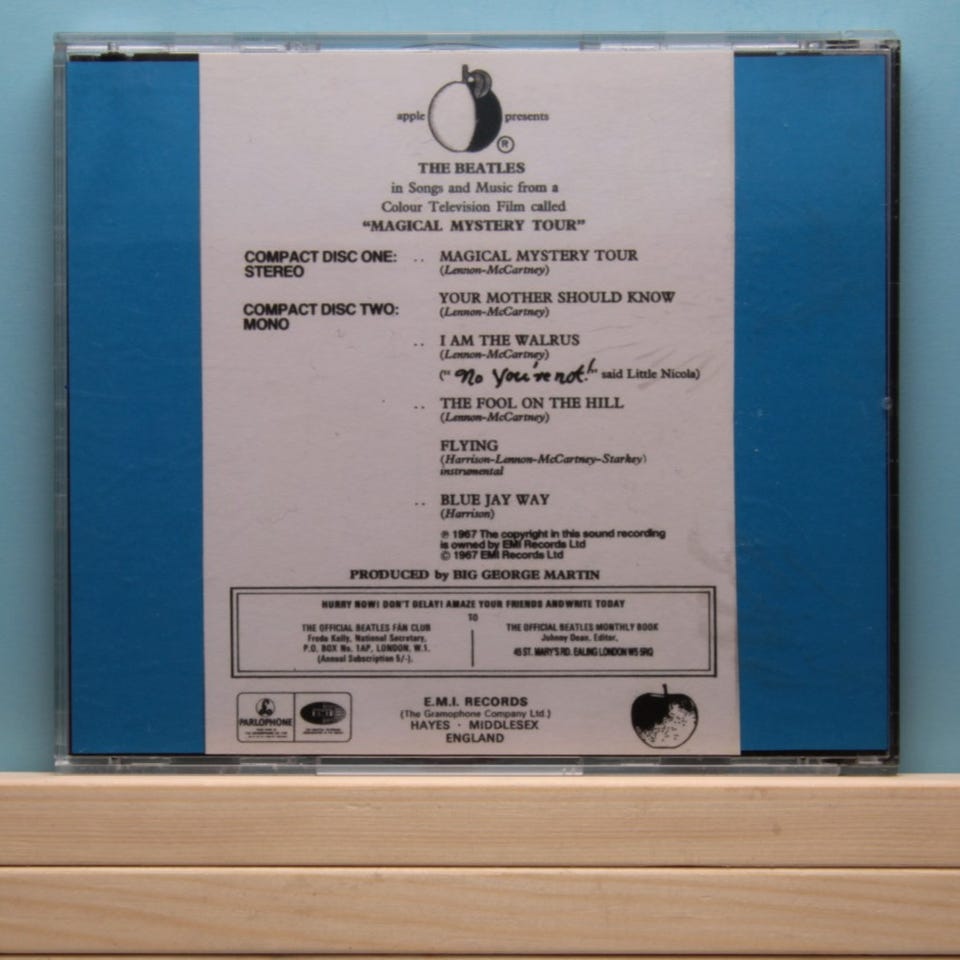 apple presents
®
THE BEATLES
in Songs and Music from a
Colour Television Film called
"MAGICAL MYSTERY TOUR"
COMPACT DISC ONE: .. MAGICAL MYSTERY TOUR
STEREO (Lennon-McCartney)
YOUR MOTHER SHOULD KNOW
COMPACT DISC TWO: (Lennon-McCartney)
MONO
.. I AM THE WALRUS
(Lennon-McCartney)
("No You're not!" said Little Nicola)
.. THE FOOL ON THE HILL
(Lennon-McCartney)
FLYING
(Harrison-Lennon-McCartney-Starkey)
instrumental
.. BLUE JAY WAY
(Harrison)
℗ 1967 The copyright in this sound recording
is owned by EMI Records Ltd
© 1967 EMI Records Ltd
PRODUCED by BIG GEORGE MARTIN
HURRY NOW! DON'T DELAY! AMAZE YOUR FRIENDS ANDWRITE TODAY
TO
THE OFFICIAL BEATLES FAN CLUB
Freda Kelly, National Secretary,
P.O. BOX No. 1AP, LONDON, W.1.
(Annual Subscription 5/-).
THE OFFICIAL BEATLES MONTHLY BOOK
Johnny Dean, Editor,
45 ST. MARY'S RD. EALING LONDON W5 5RQ
PARLOPHONE
EMI
E.M.I. RECORDS
(The Gramophone Company Ltd.)
HAYES · MIDDLESEX
ENGLAND